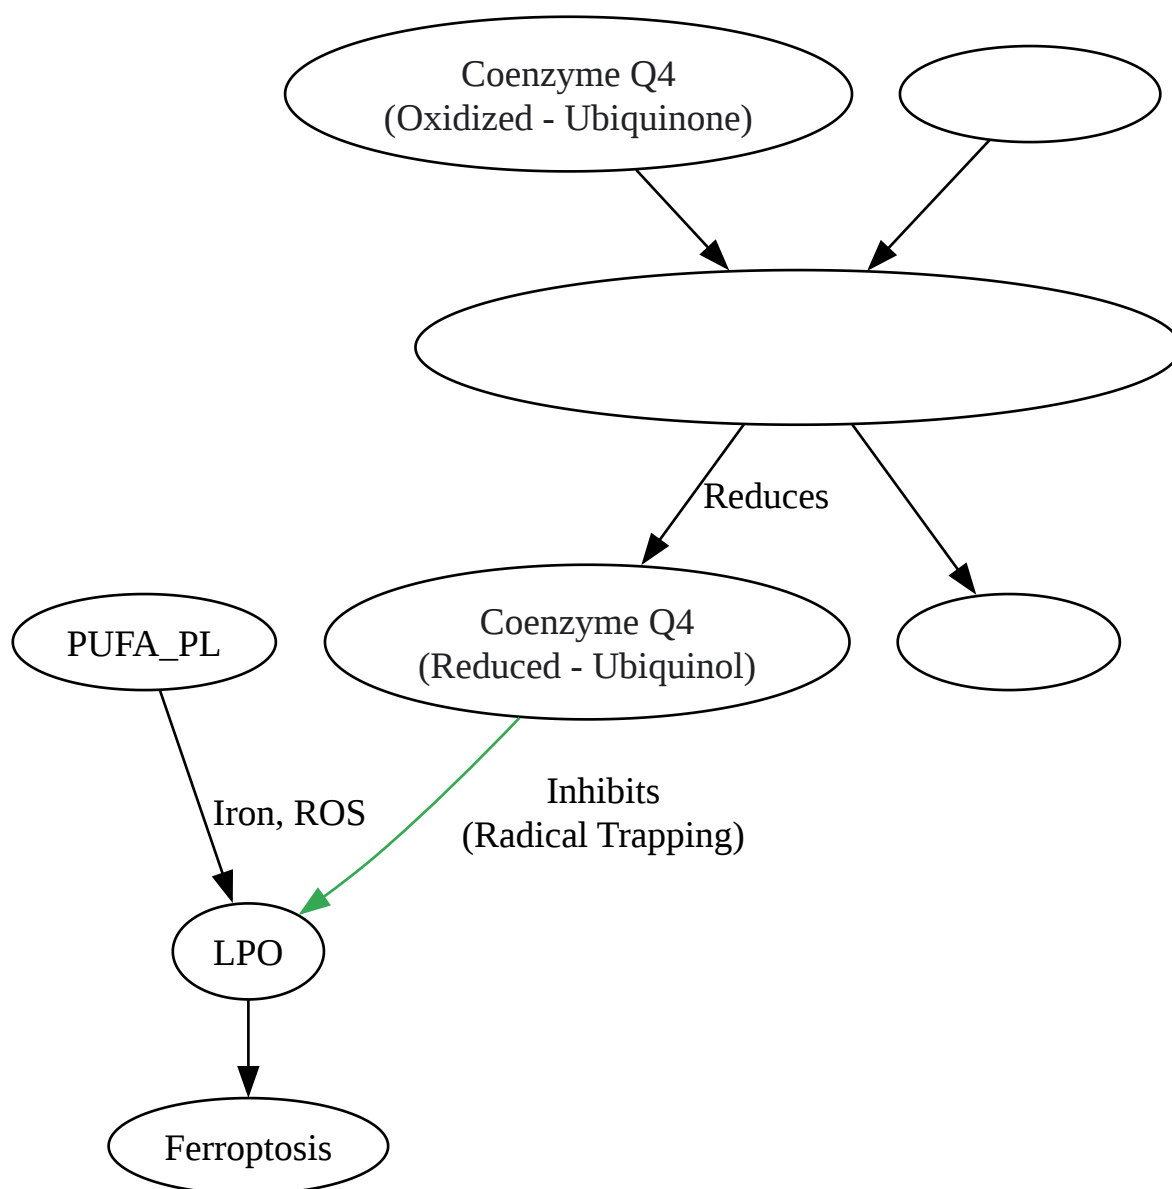 Coenzyme Q4
(Oxidized - Ubiquinone)
Reduces
PUFA_PL
Coenzyme Q4
(Reduced - Ubiquinol)
Iron, ROS
Inhibits
(Radical Trapping)
LPO
Ferroptosis